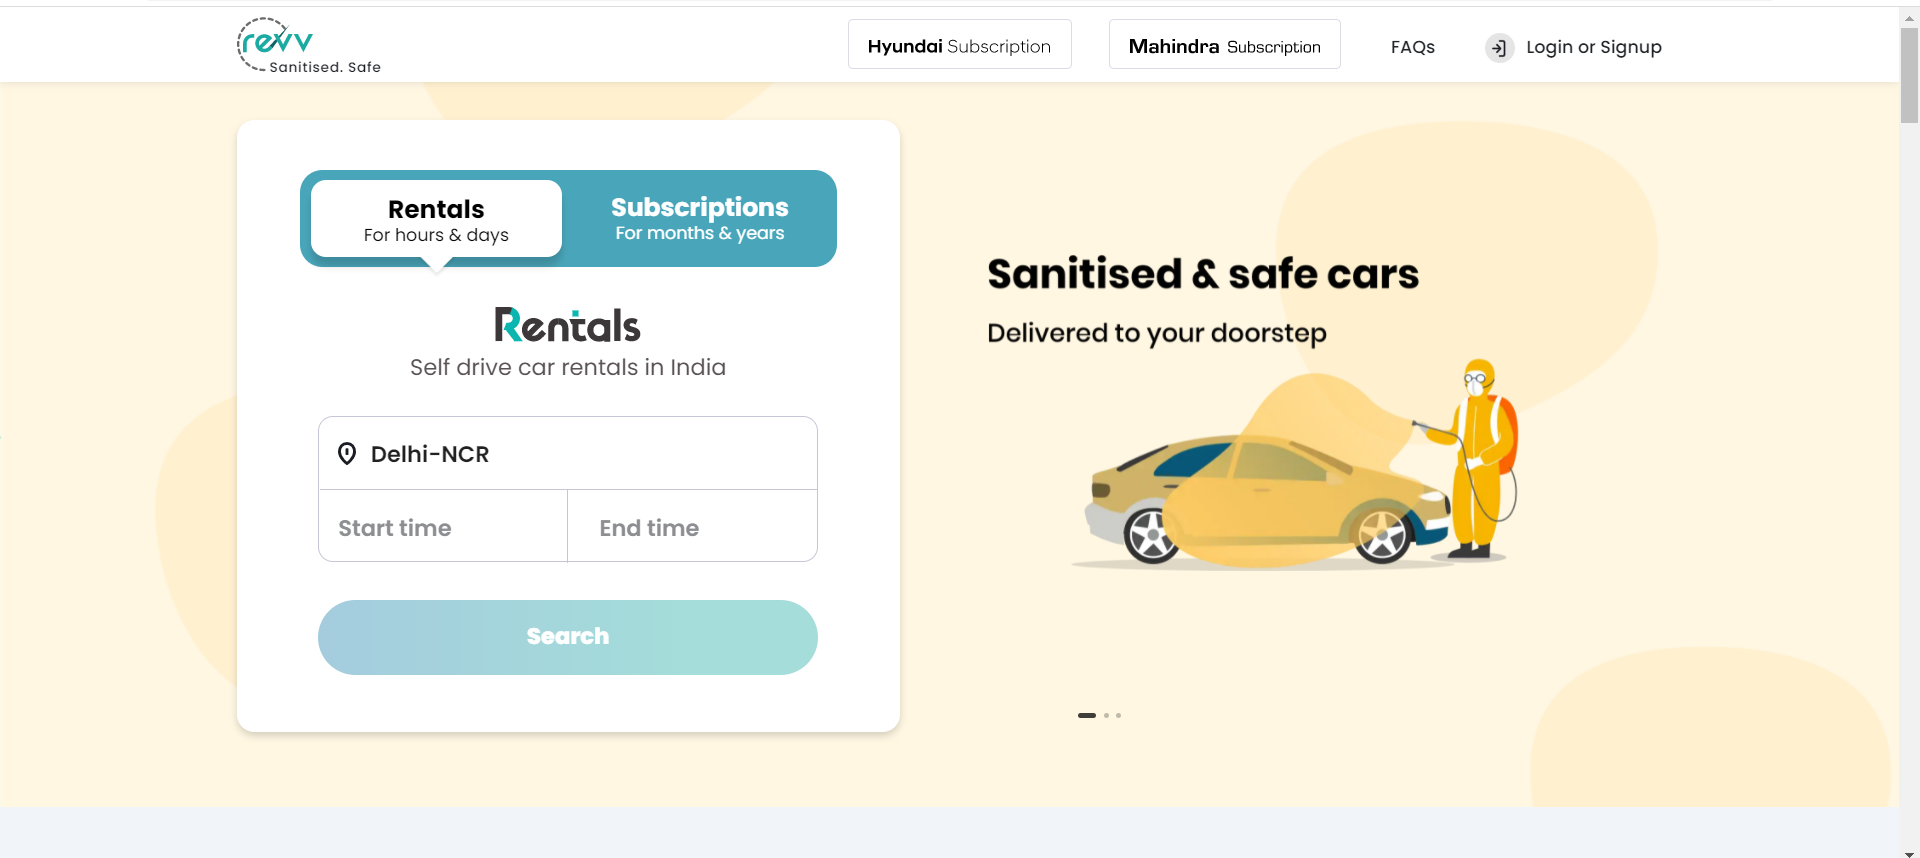 revv
Sanitised. Safe
Hyundai Subscription
Mahindra Subscription
FAQs
Login or Signup
Rentals
For hours & days
Subscriptions
For months & years
Rentals
Self drive car rentals in India
Delhi-NCR
Start time
End time
Search
Sanitised & safe cars
Delivered to your doorstep